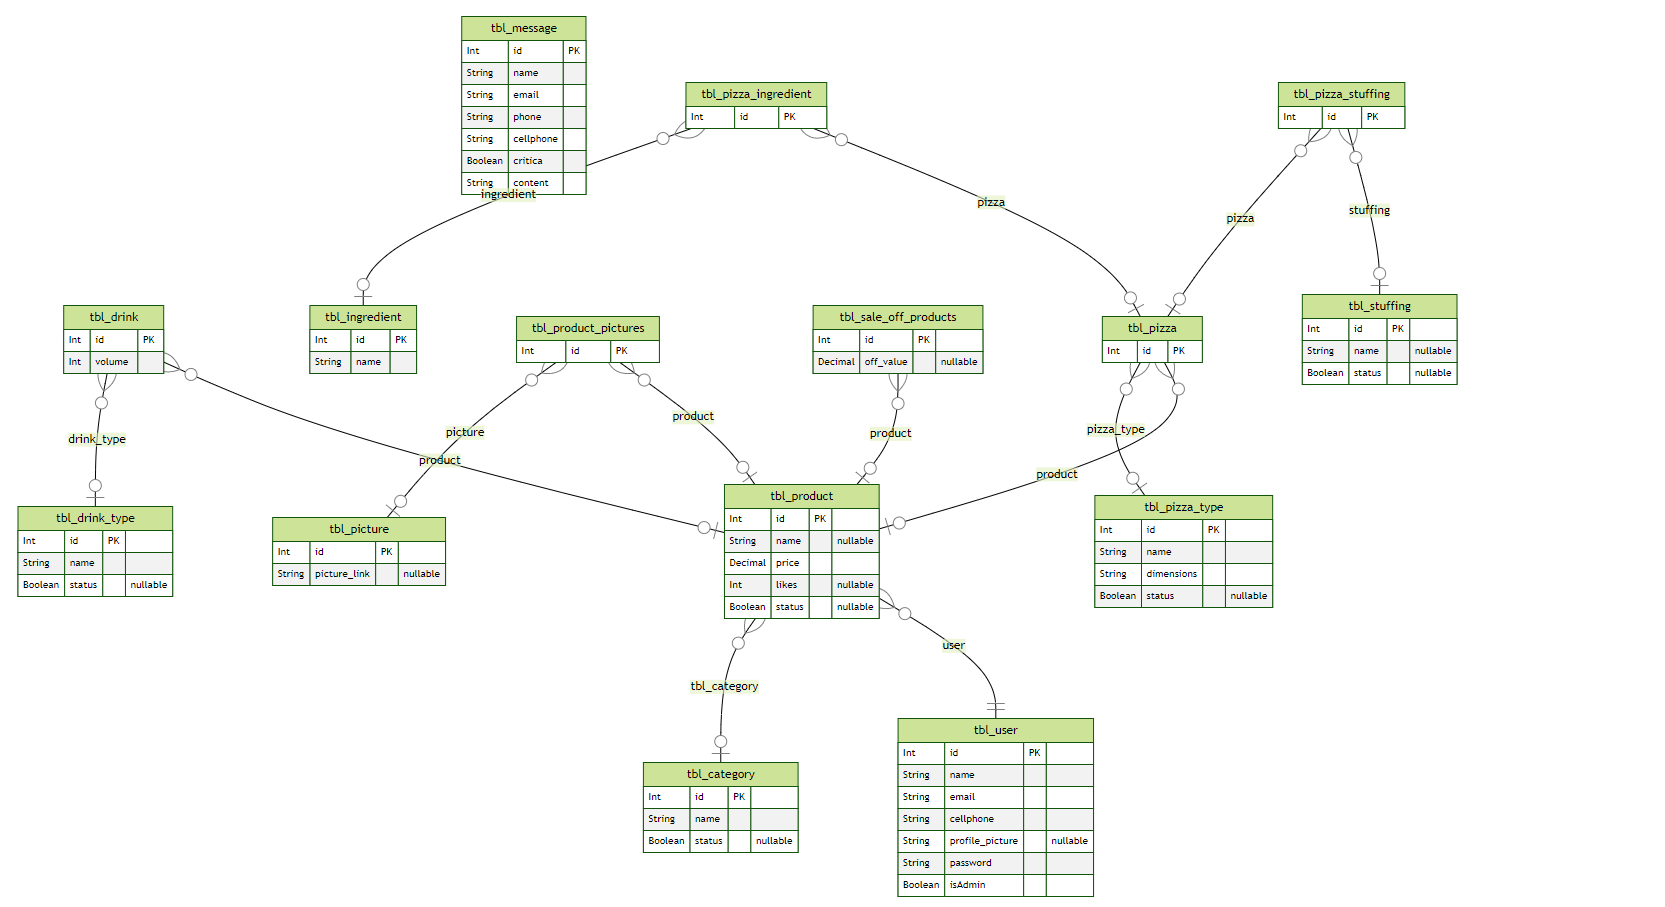 tbl_message
Int id PK
String name
String email
String phone
String cellphone
Boolean critica
String content
tbl_pizza_ingredient
Int id PK
tbl_pizza_stuffing
Int id PK
ingredient
pizza
pizza
stuffing
tbl_drink
Int id PK
Int volume
tbl_ingredient
Int id PK
String name
tbl_product_pictures
Int id PK
tbl_sale_off_products
Int id PK
Decimal off_value nullable
tbl_pizza
Int id PK
tbl_stuffing
Int id PK
String name nullable
Boolean status nullable
drink_type
picture
product
product
product
pizza_type
product
tbl_drink_type
Int id PK
String name
Boolean status nullable
tbl_picture
Int id PK
String picture_link nullable
tbl_product
Int id PK
String name nullable
Decimal price
Int likes nullable
Boolean status nullable
tbl_pizza_type
Int id PK
String name
String dimensions
Boolean status nullable
user
tbl_category
tbl_category
Int id PK
String name
Boolean status nullable
tbl_user
Int id PK
String name
String email
String cellphone
String profile_picture nullable
String password
Boolean isAdmin